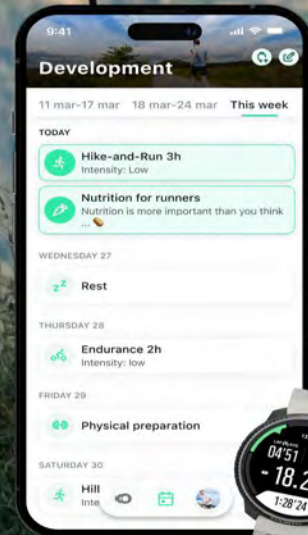 9:41
Development
11 mar-17 mar 18 mar-24 mar This week
TODAY
Hike-and-Run 3h
Intensity: Low
Nutrition for runners
Nutrition is more important than you think
...
WEDNESDAY 27
zᶻ Rest
THURSDAY 28
Endurance 2h
Intensity: low
FRIDAY 29
Physical preparation
SATURDAY 30
Hill
Inte
04'51
18.2
1:28'24